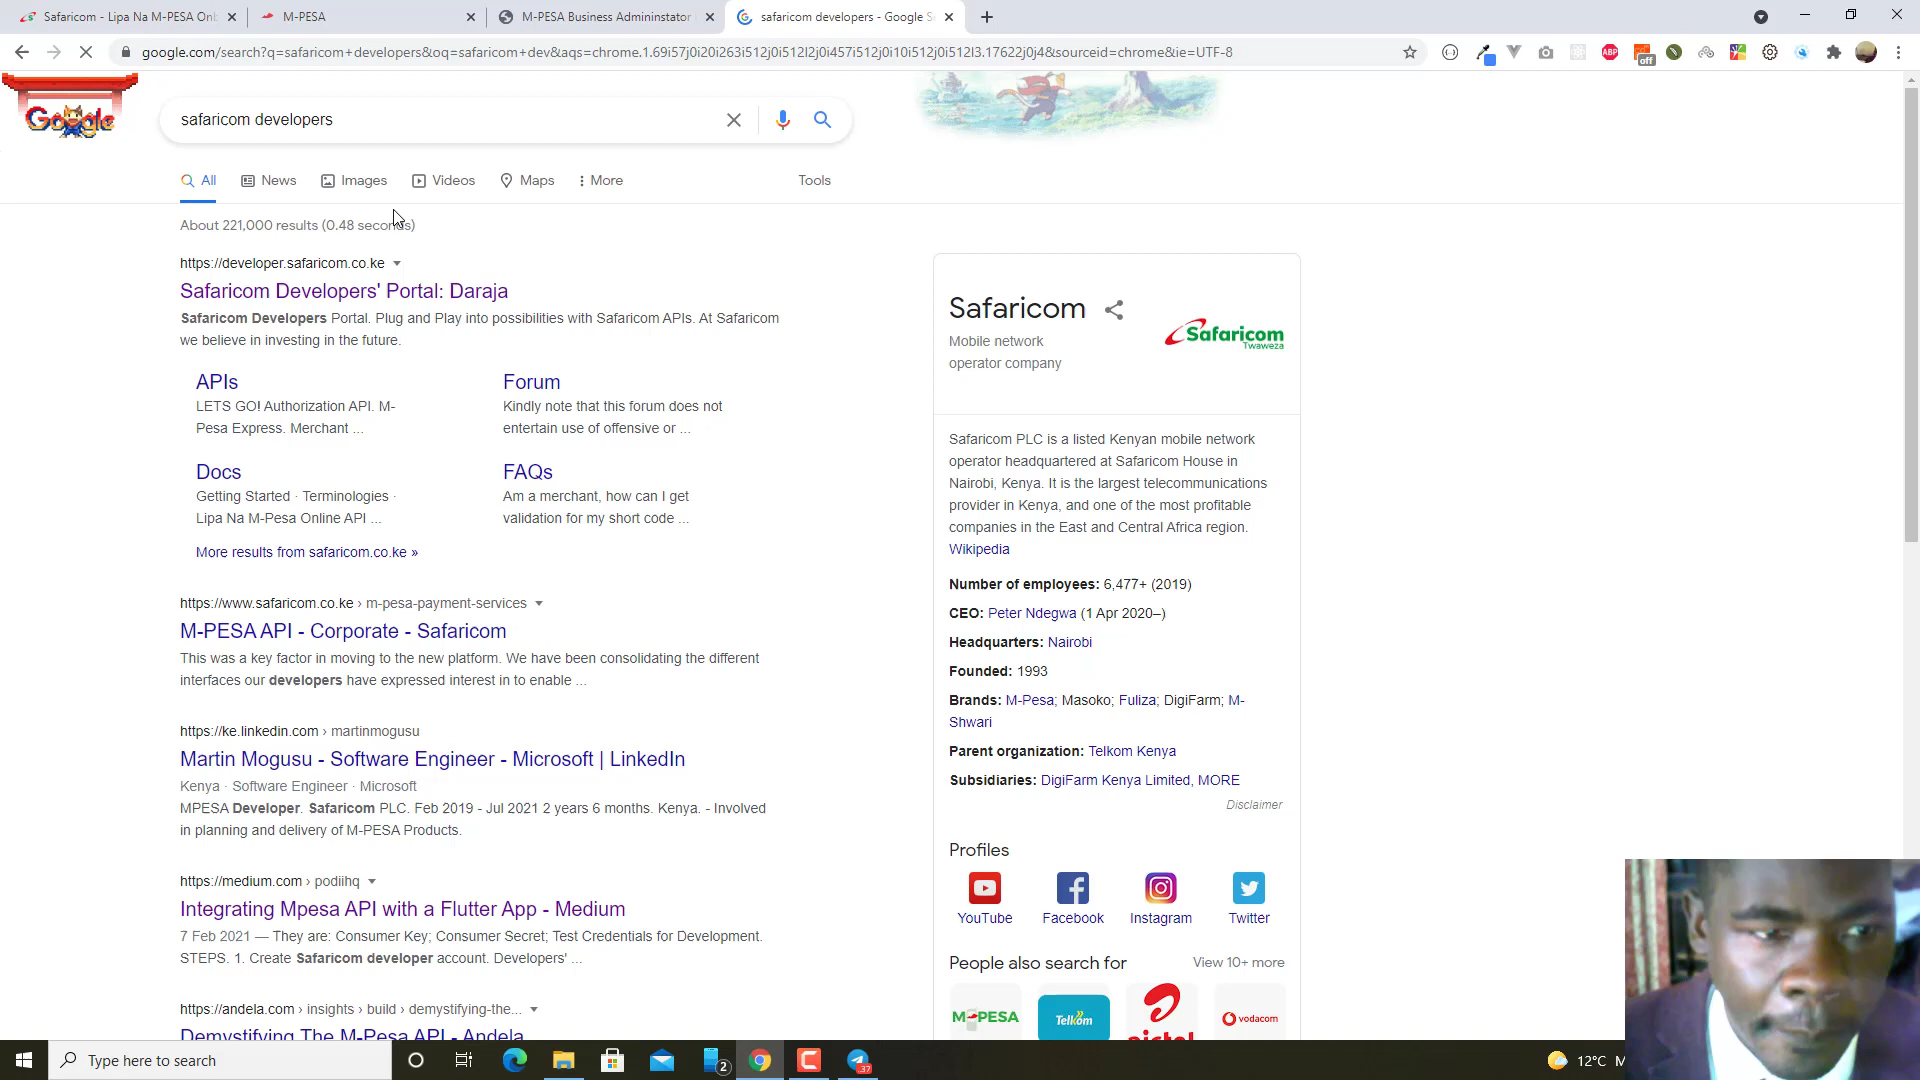 Safaricom - Lipa Na M-PESA Onl
M-PESA
M-PESA Business Admininstator
safaricom developers - Google S
google.com/search?q=safaricom+developers&oq=safaricom+dev&aqs=chrome.1.69i57j0i20i263i512j0i512l2j0i457i512j0i10i512j0i512l3.17622j0j4&sourceid=chrome&ie=UTF-8
ABP
off
Google
safaricom developers
All
News
Images
Videos
Maps
More
Tools
About 221,000 results (0.48 seconds)
https://developer.safaricom.co.ke
Safaricom Developers' Portal: Daraja
Safaricom Developers Portal. Plug and Play into possibilities with Safaricom APIs. At Safaricom
we believe in investing in the future.
APIs
LETS GO! Authorization API. M-
Pesa Express. Merchant ...
Forum
Kindly note that this forum does not
entertain use of offensive or ...
Docs
Getting Started · Terminologies ·
Lipa Na M-Pesa Online API ...
FAQs
Am a merchant, how can I get
validation for my short code ...
More results from safaricom.co.ke »
https://www.safaricom.co.ke › m-pesa-payment-services
M-PESA API - Corporate - Safaricom
This was a key factor in moving to the new platform. We have been consolidating the different
interfaces our developers have expressed interest in to enable ...
https://ke.linkedin.com › martinmogusu
Martin Mogusu - Software Engineer - Microsoft | LinkedIn
Kenya · Software Engineer · Microsoft
MPESA Developer. Safaricom PLC. Feb 2019 - Jul 2021 2 years 6 months. Kenya. - Involved
in planning and delivery of M-PESA Products.
https://medium.com › podiihq
Integrating Mpesa API with a Flutter App - Medium
7 Feb 2021 — They are: Consumer Key; Consumer Secret; Test Credentials for Development.
STEPS. 1. Create Safaricom developer account. Developers' ...
https://andela.com › insights › build › demystifying-the...
Demystifying The M-Pesa API - Andela
Safaricom
Mobile network
operator company
Safaricom
Twaweza
Safaricom PLC is a listed Kenyan mobile network
operator headquartered at Safaricom House in
Nairobi, Kenya. It is the largest telecommunications
provider in Kenya, and one of the most profitable
companies in the East and Central Africa region.
Wikipedia
Number of employees: 6,477+ (2019)
CEO: Peter Ndegwa (1 Apr 2020–)
Headquarters: Nairobi
Founded: 1993
Brands: M-Pesa; Masoko; Fuliza; DigiFarm; M-
Shwari
Parent organization: Telkom Kenya
Subsidiaries: DigiFarm Kenya Limited, MORE
Disclaimer
Profiles
YouTube
Facebook
Instagram
Twitter
People also search for
View 10+ more
M-PESA
Telkom
airtel
vodacom
Type here to search
2
37
12°C M